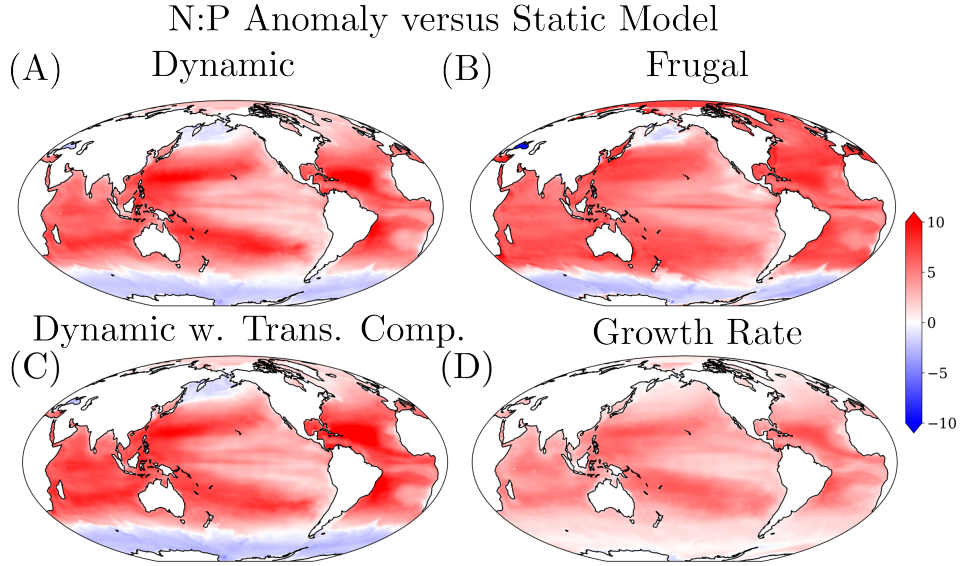 N:P Anomaly versus Static Model
(A) Dynamic
(B) Frugal
10
5
0
−5
−10
Dynamic w. Trans. Comp.
(C)
Growth Rate
(D)